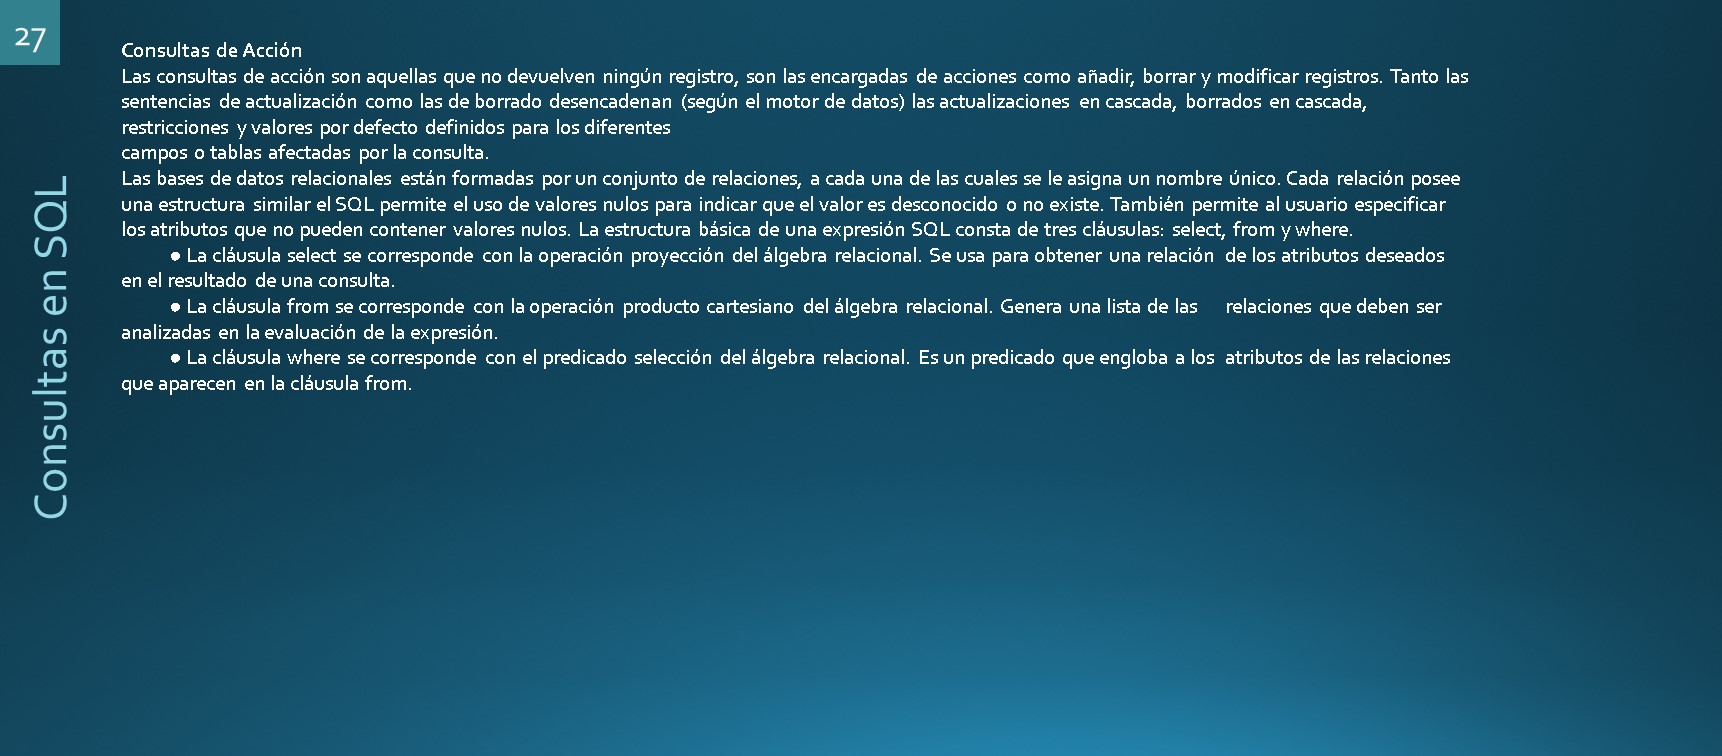 27
Consultas en SQL
Consultas de Acción
Las consultas de acción son aquellas que no devuelven ningún registro, son las encargadas de acciones como añadir, borrar y modificar registros. Tanto las
sentencias de actualización como las de borrado desencadenan (según el motor de datos) las actualizaciones en cascada, borrados en cascada,
restricciones y valores por defecto definidos para los diferentes
campos o tablas afectadas por la consulta.
Las bases de datos relacionales están formadas por un conjunto de relaciones, a cada una de las cuales se le asigna un nombre único. Cada relación posee
una estructura similar el SQL permite el uso de valores nulos para indicar que el valor es desconocido o no existe. También permite al usuario especificar
los atributos que no pueden contener valores nulos. La estructura básica de una expresión SQL consta de tres cláusulas: select, from y where.
● La cláusula select se corresponde con la operación proyección del álgebra relacional. Se usa para obtener una relación de los atributos deseados
en el resultado de una consulta.
● La cláusula from se corresponde con la operación producto cartesiano del álgebra relacional. Genera una lista de las relaciones que deben ser
analizadas en la evaluación de la expresión.
● La cláusula where se corresponde con el predicado selección del álgebra relacional. Es un predicado que engloba a los atributos de las relaciones
que aparecen en la cláusula from.